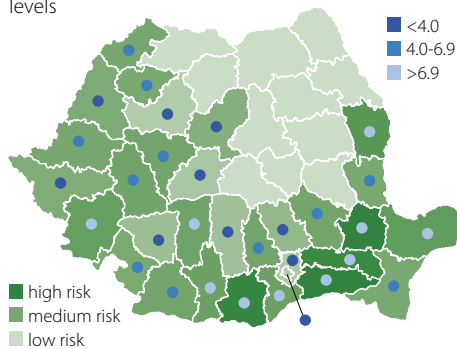 levels
<4.0
4.0-6.9
>6.9
high risk
medium risk
low risk